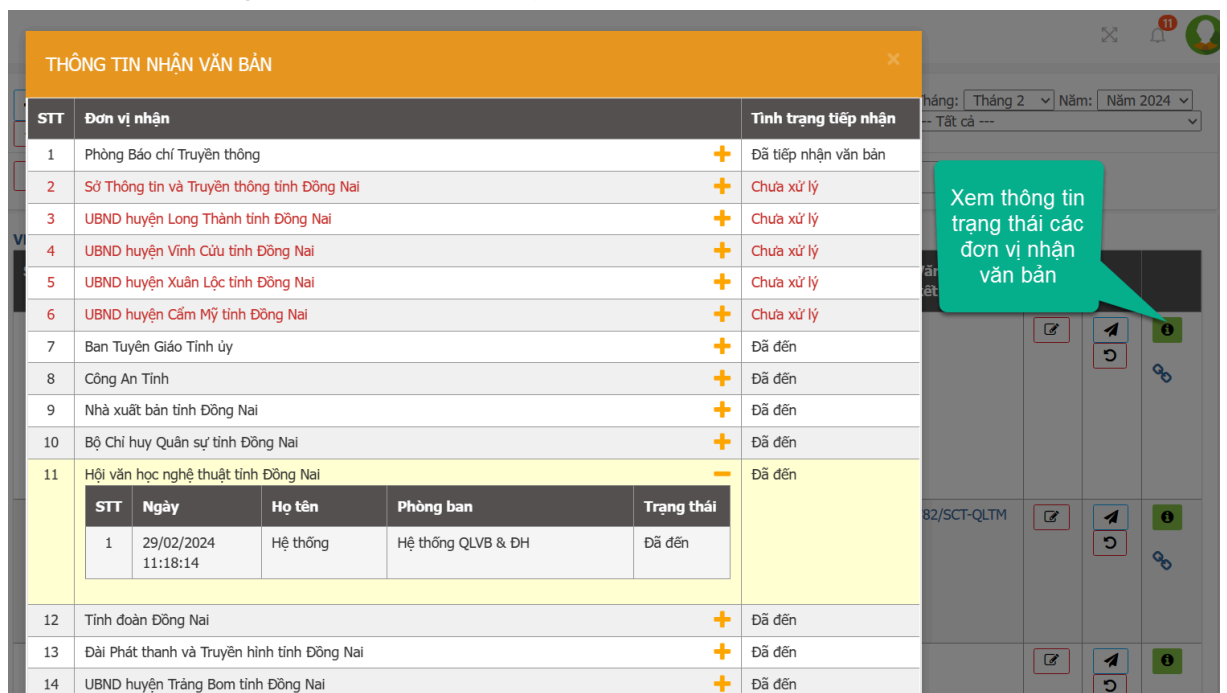 11
THÔNG TIN NHẬN VĂN BẢN
háng: Tháng 2 Năm: Năm 2024
-- Tất cả ---
STT Đơn vị nhận Tình trạng tiếp nhận
1 Phòng Báo chí Truyền thông Đã tiếp nhận văn bản
2 Sở Thông tin và Truyền thông tỉnh Đồng Nai Chưa xử lý
3 UBND huyện Long Thành tỉnh Đồng Nai Chưa xử lý
4 UBND huyện Vĩnh Cửu tỉnh Đồng Nai Chưa xử lý
5 UBND huyện Xuân Lộc tỉnh Đồng Nai Chưa xử lý
6 UBND huyện Cẩm Mỹ tỉnh Đồng Nai Chưa xử lý
7 Ban Tuyên Giáo Tỉnh ủy Đã đến
8 Công An Tỉnh Đã đến
9 Nhà xuất bản tỉnh Đồng Nai Đã đến
10 Bộ Chỉ huy Quân sự tỉnh Đồng Nai Đã đến
11 Hội văn học nghệ thuật tỉnh Đồng Nai Đã đến
STT Ngày Họ tên Phòng ban Trạng thái
1 29/02/2024 Hệ thống Hệ thống QLVB & ĐH Đã đến
11:18:14
12 Tỉnh đoàn Đồng Nai Đã đến
13 Đài Phát thanh và Truyền hình tỉnh Đồng Nai Đã đến
14 UBND huyện Trảng Bom tỉnh Đồng Nai Đã đến
Xem thông tin
trạng thái các
đơn vị nhận
văn bản
82/SCT-QLTM